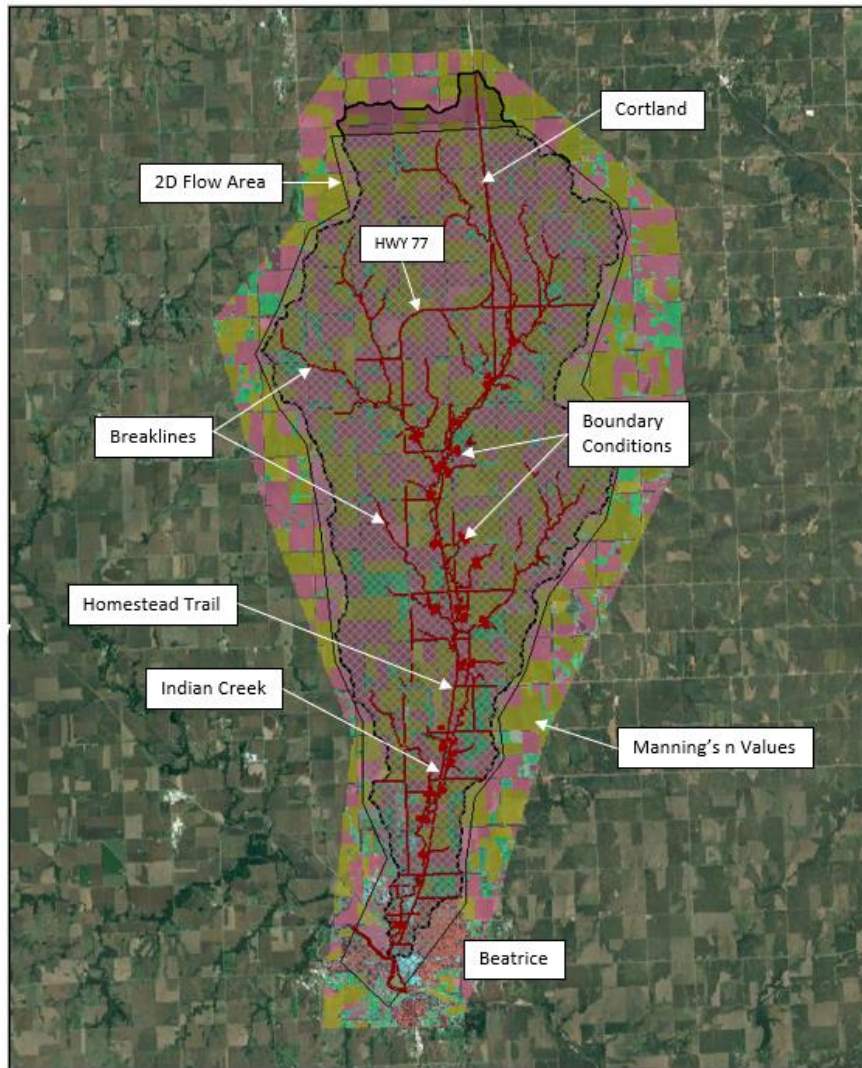 Cortland
2D Flow Area
HWY 77
Boundary
Conditions
Breaklines
Homestead Trail
Indian Creek
Manning's n Values
Beatrice